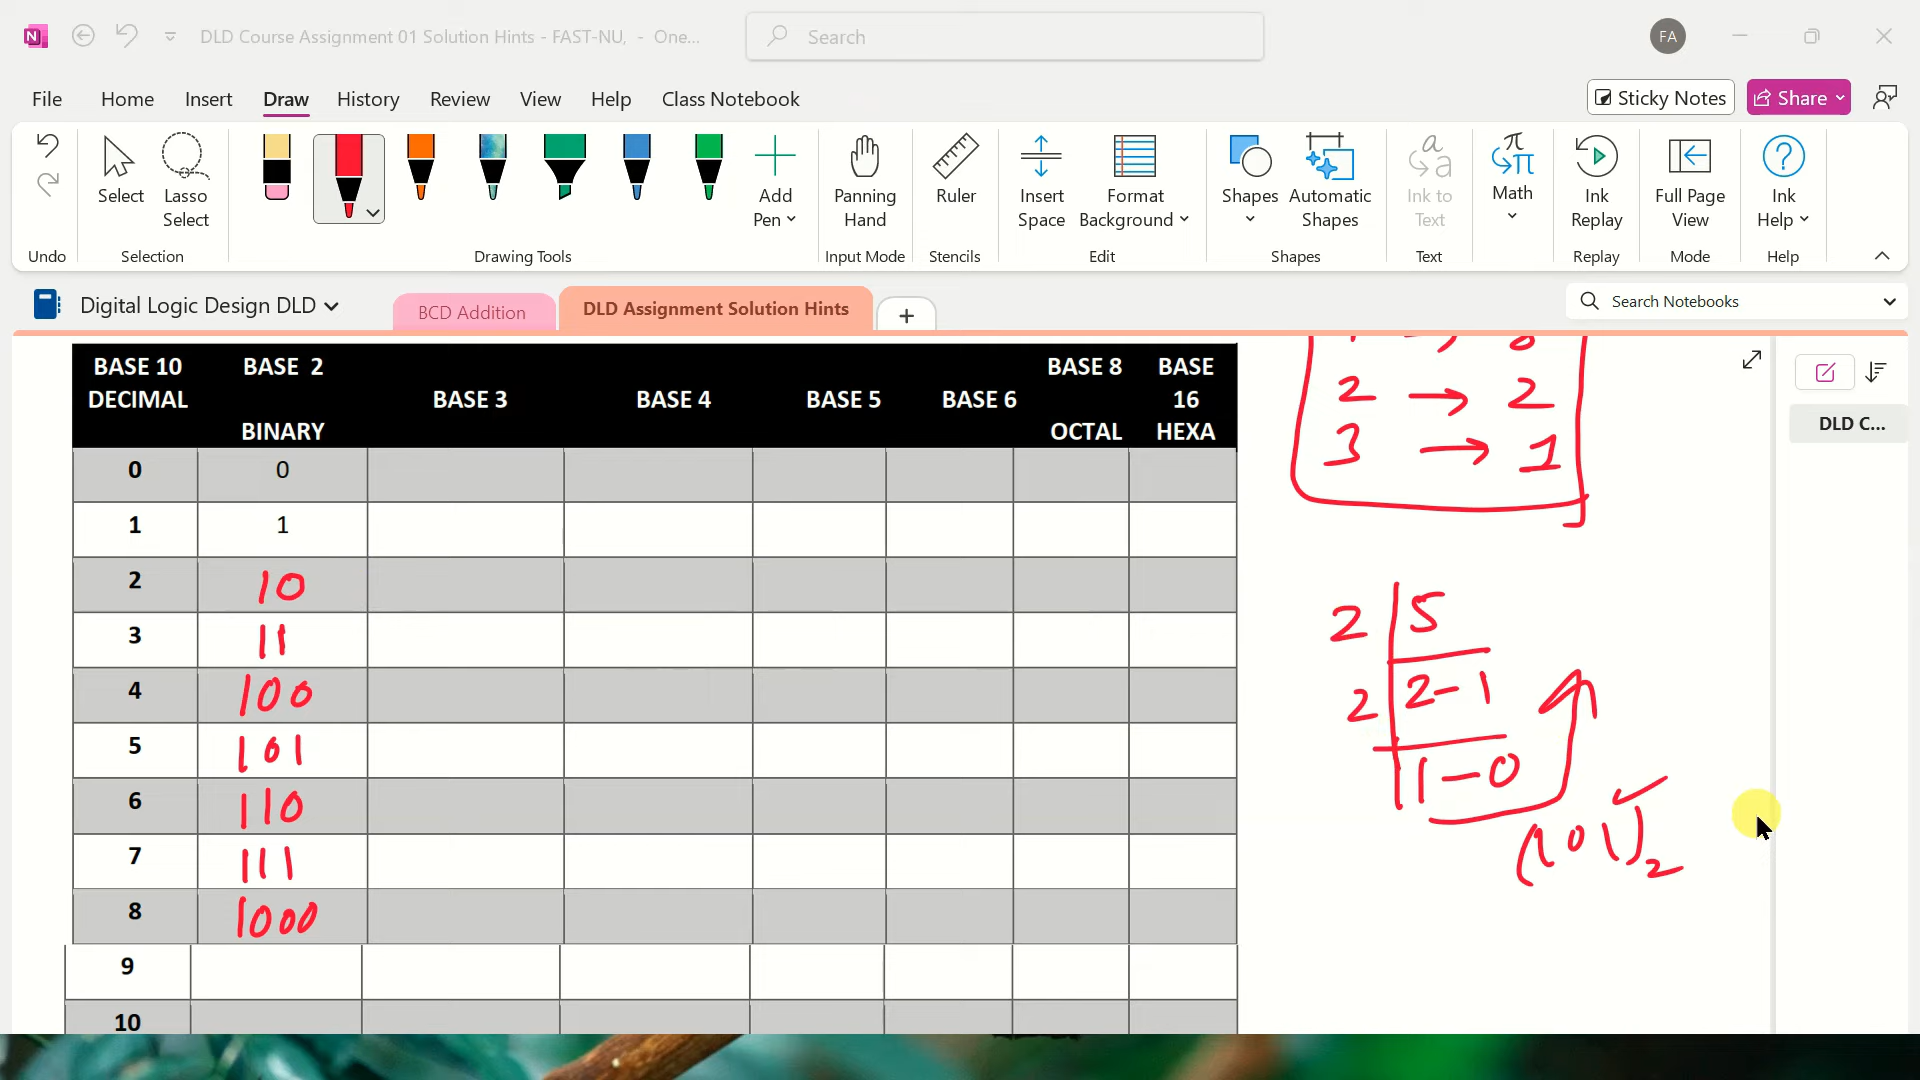 DLD Course Assignment 01 Solution Hints - FAST-NU, - One...
Search
FA
File Home Insert Draw History Review View Help Class Notebook
Sticky Notes
Share
Select
Lasso
Select
Add
Pen
Panning
Hand
Ruler
Insert
Space
Format
Background
Shapes
Automatic
Shapes
Ink to
Text
Math
Ink
Replay
Full Page
View
Ink
Help
Undo Selection Drawing Tools Input Mode Stencils Edit Shapes Text Replay Mode Help
Digital Logic Design DLD
BCD Addition
DLD Assignment Solution Hints
+
Search Notebooks
DLD C...
BASE 10
DECIMAL
BASE 2
BINARY
BASE 3
BASE 4
BASE 5
BASE 6
BASE 8
OCTAL
BASE
16
HEXA
0 0
1 1
2 10
3 11
4 100
5 101
6 110
7 111
8 1000
9
10
2 → 2
3 → 1
2 5
2 2 - 1
1 - 0
(101)2